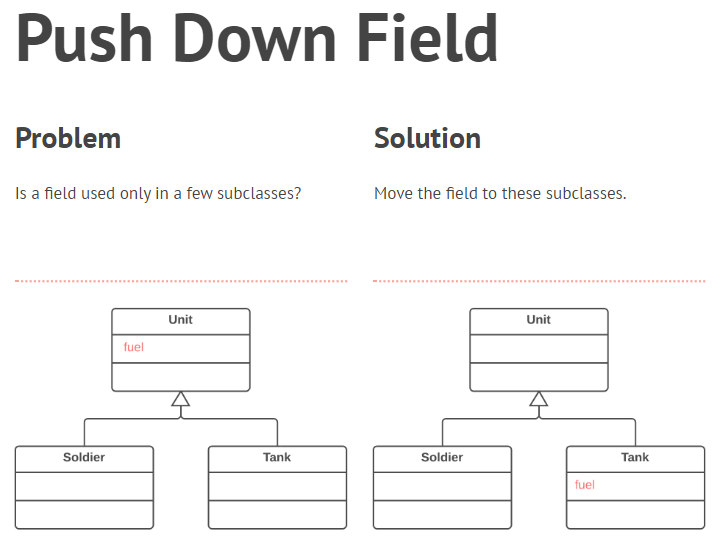 Push Down Field
Problem
Is a field used only in a few subclasses?
Solution
Move the field to these subclasses.
Unit
fuel
Soldier
Tank
Unit
Soldier
Tank
fuel